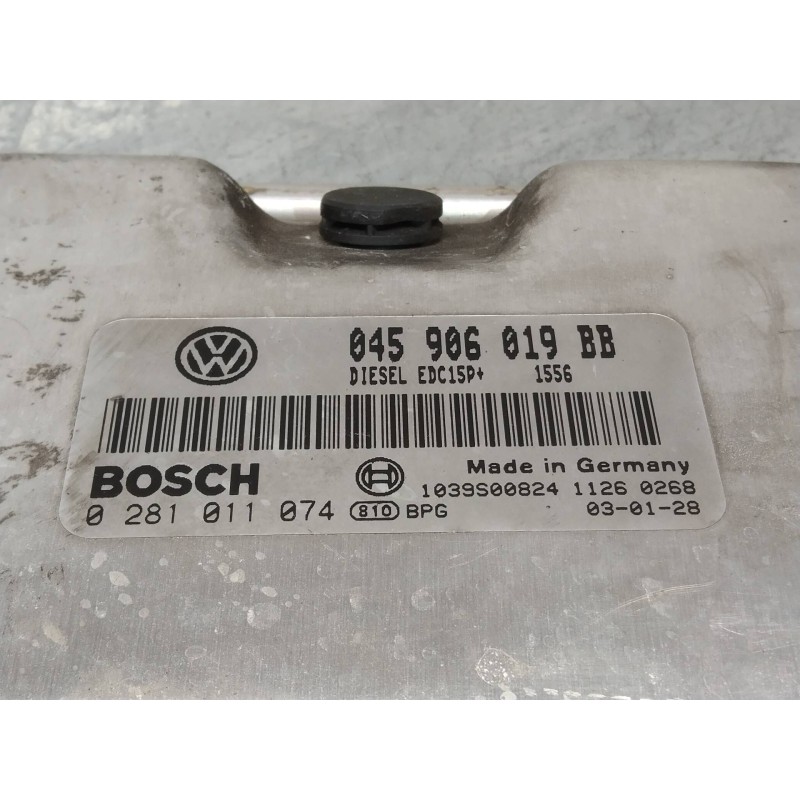 045 906 019 BB
DIESEL EDC15P+ 1556
BOSCH
Made in Germany
1039S00824 1126 0268
0 281 011 074 810 BPG 03-01-28